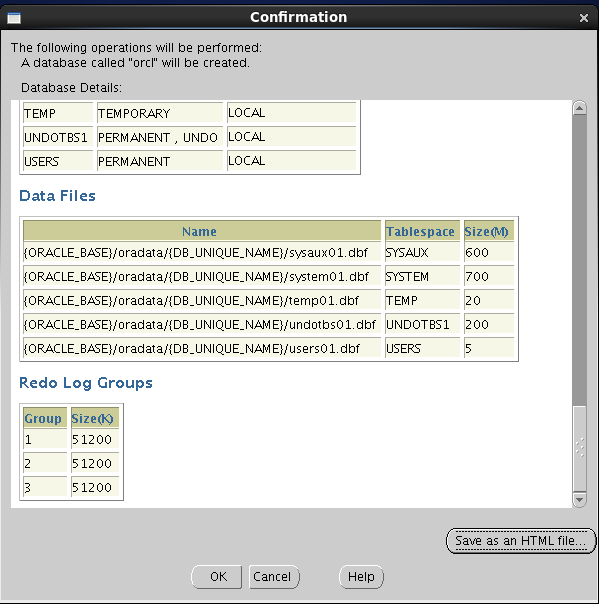 Confirmation
The following operations will be performed:
A database called "orcl" will be created.
Database Details:
TEMP TEMPORARY LOCAL
UNDOTBS1 PERMANENT , UNDO LOCAL
USERS PERMANENT LOCAL
Data Files
Name Tablespace Size(M)
{ORACLE_BASE}/oradata/{DB_UNIQUE_NAME}/sysaux01.dbf SYSAUX 600
{ORACLE_BASE}/oradata/{DB_UNIQUE_NAME}/system01.dbf SYSTEM 700
{ORACLE_BASE}/oradata/{DB_UNIQUE_NAME}/temp01.dbf TEMP 20
{ORACLE_BASE}/oradata/{DB_UNIQUE_NAME}/undotbs01.dbf UNDOTBS1 200
{ORACLE_BASE}/oradata/{DB_UNIQUE_NAME}/users01.dbf USERS 5
Redo Log Groups
Group Size(K)
1 51200
2 51200
3 51200
Save as an HTML file...
OK Cancel Help